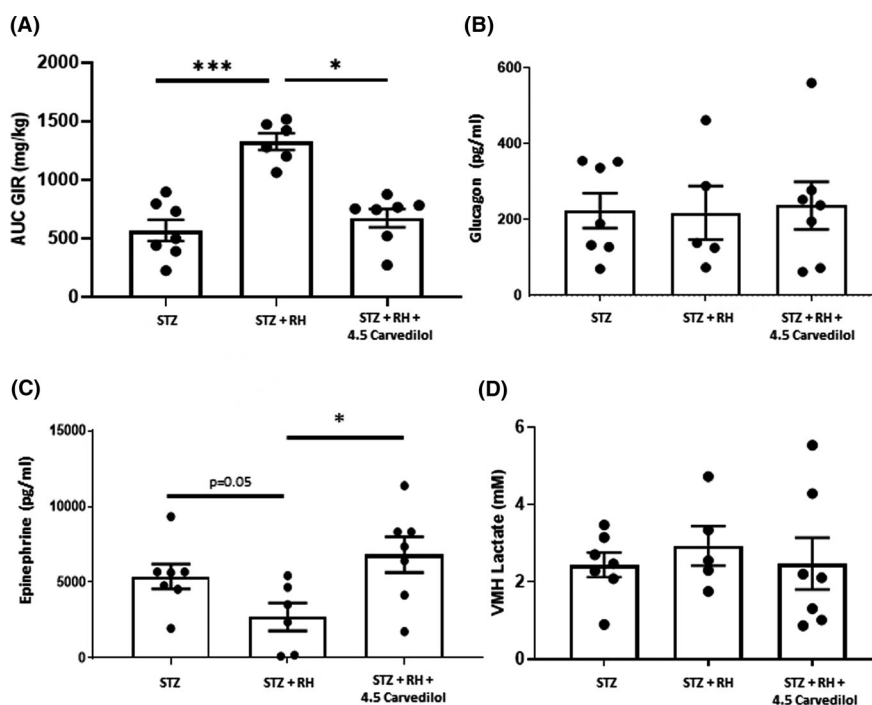 (A)
AUC GIR (mg/kg)
2000
1500
1000
500
0
***
*
STZ
STZ + RH
STZ + RH +
4.5 Carvedilol
(B)
Glucagon (pg/ml)
600
400
200
0
STZ
STZ + RH
STZ + RH +
4.5 Carvedilol
(C)
Epinephrine (pg/ml)
15000
10000
5000
0
p=0.05
*
STZ
STZ + RH
STZ + RH +
4.5 Carvedilol
(D)
VMH Lactate (mM)
6
4
2
0
STZ
STZ + RH
STZ + RH +
4.5 Carvedilol